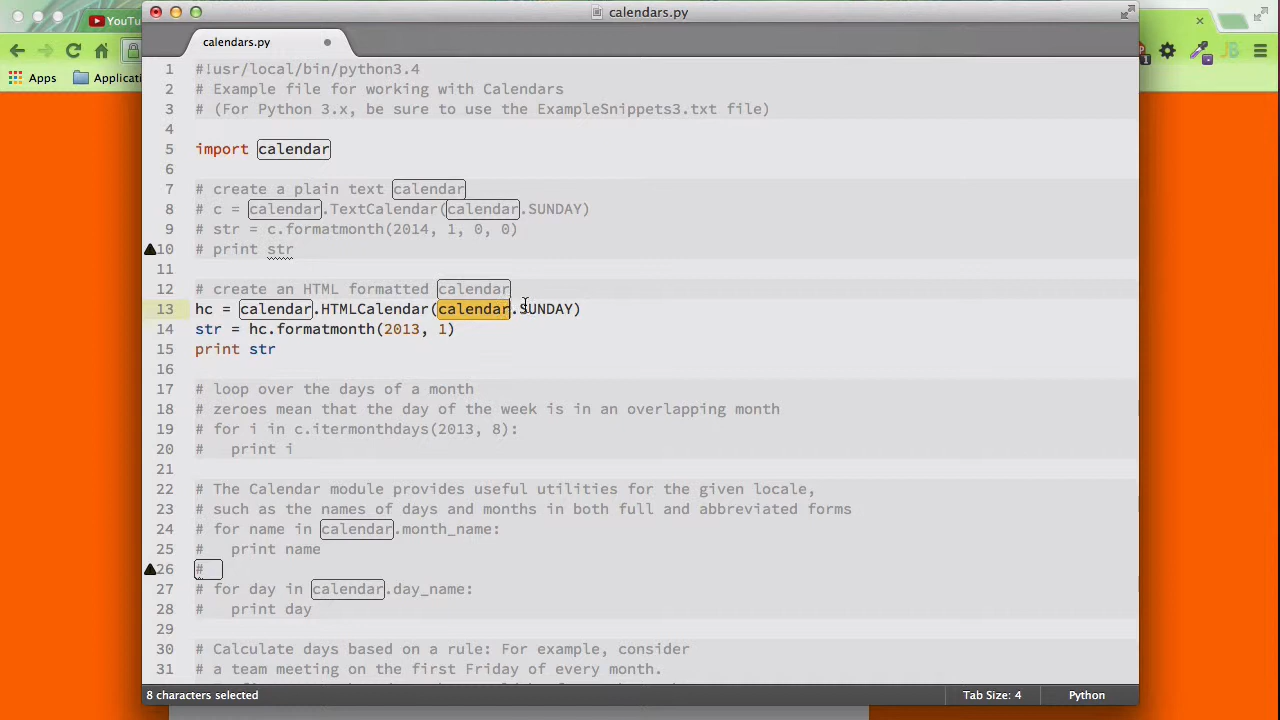 calendars.py
YouTu
Apps
Applicati
calendars.py
1 #!usr/local/bin/python3.4
2 # Example file for working with Calendars
3 # (For Python 3.x, be sure to use the ExampleSnippets3.txt file)
4
5 import calendar
6
7 # create a plain text calendar
8 # c = calendar.TextCalendar(calendar.SUNDAY)
9 # str = c.formatmonth(2014, 1, 0, 0)
10 # print str
11
12 # create an HTML formatted calendar
13 hc = calendar.HTMLCalendar(calendar.SUNDAY)
14 str = hc.formatmonth(2013, 1)
15 print str
16
17 # loop over the days of a month
18 # zeroes mean that the day of the week is in an overlapping month
19 # for i in c.itermonthdays(2013, 8):
20 #   print i
21
22 # The Calendar module provides useful utilities for the given locale,
23 # such as the names of days and months in both full and abbreviated forms
24 # for name in calendar.month_name:
25 #   print name
26 #
27 # for day in calendar.day_name:
28 #   print day
29
30 # Calculate days based on a rule: For example, consider
31 # a team meeting on the first Friday of every month.
8 characters selected
Tab Size: 4
Python